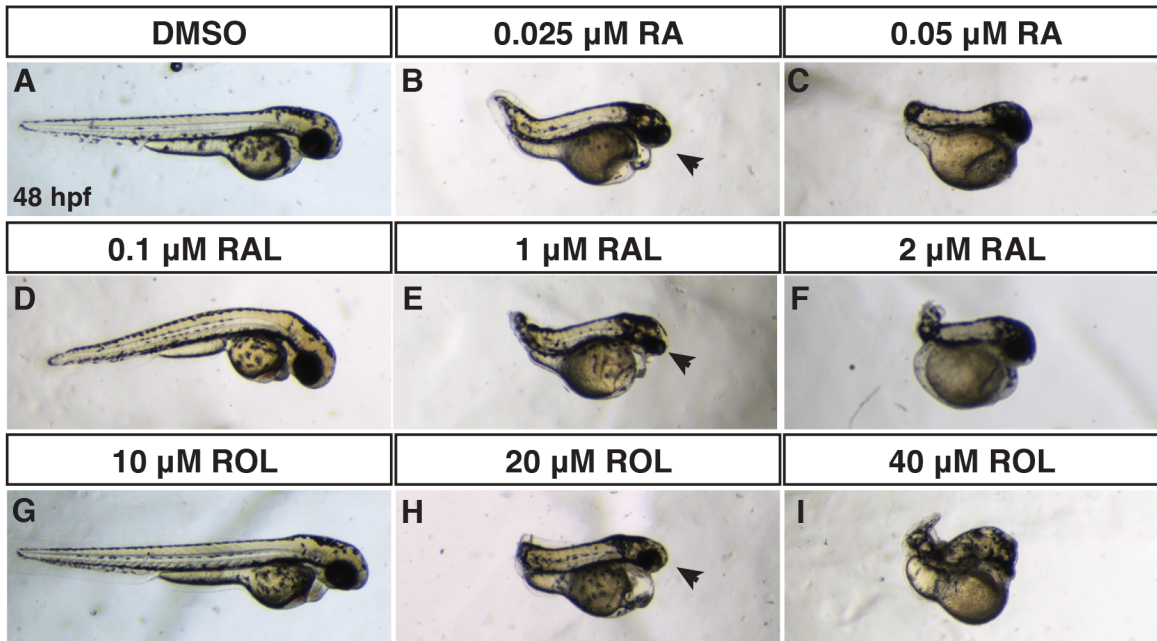 DMSO
0.025 µM RA
0.05 µM RA
A
B
C
48 hpf
0.1 µM RAL
1 µM RAL
2 µM RAL
D
E
F
10 µM ROL
20 µM ROL
40 µM ROL
G
H
I